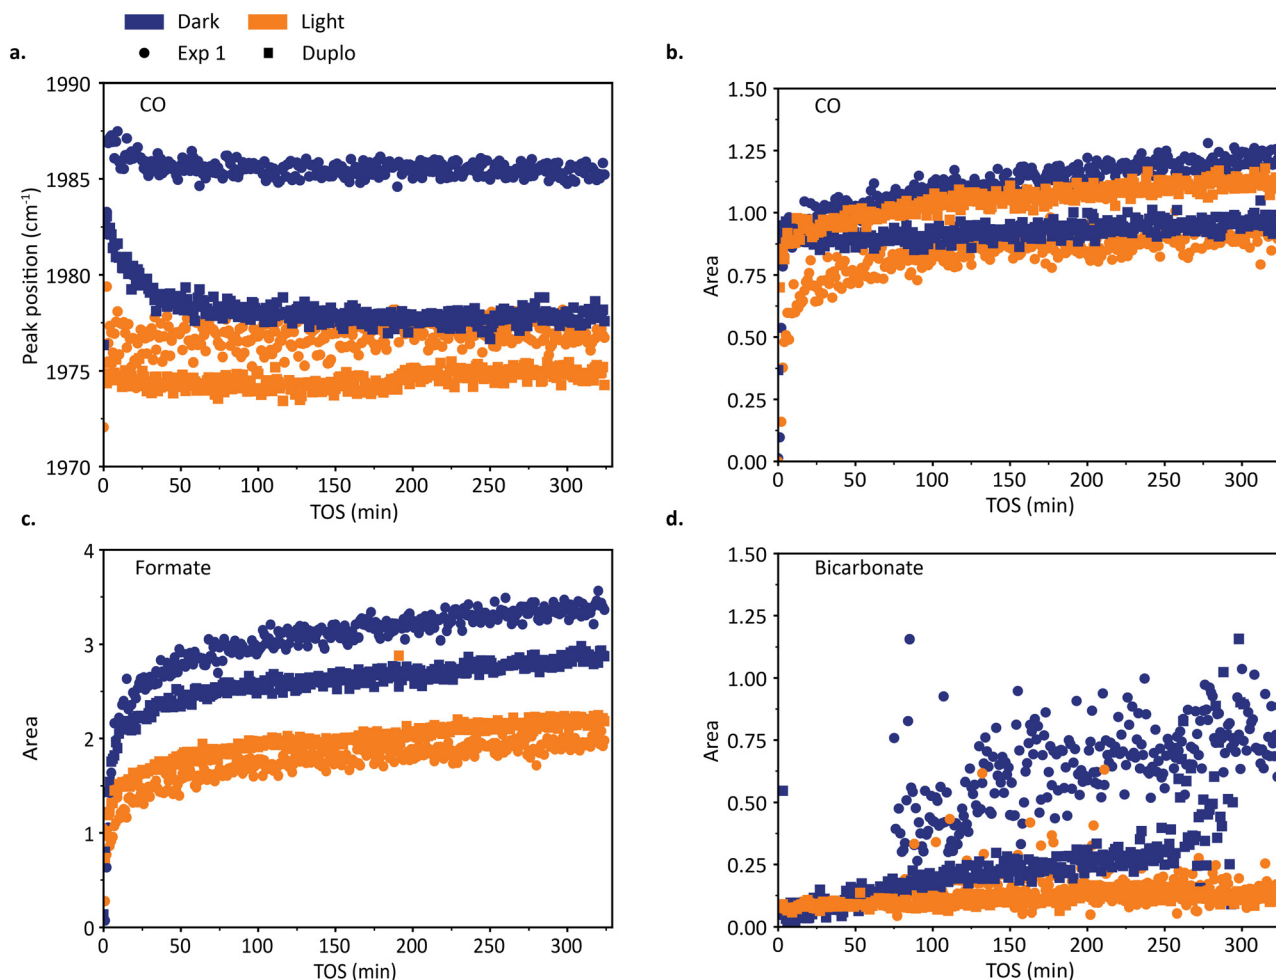 Dark Light
Exp 1 Duplo
a.
1990
1985
1980
1975
1970
Peak position (cm⁻¹)
CO
0 50 100 150 200 250 300
TOS (min)
b.
1.50
1.25
1.00
0.75
0.50
0.25
0.00
Area
CO
0 50 100 150 200 250 300
TOS (min)
c.
4
3
2
1
0
Area
Formate
0 50 100 150 200 250 300
TOS (min)
d.
1.50
1.25
1.00
0.75
0.50
0.25
0.00
Area
Bicarbonate
0 50 100 150 200 250 300
TOS (min)